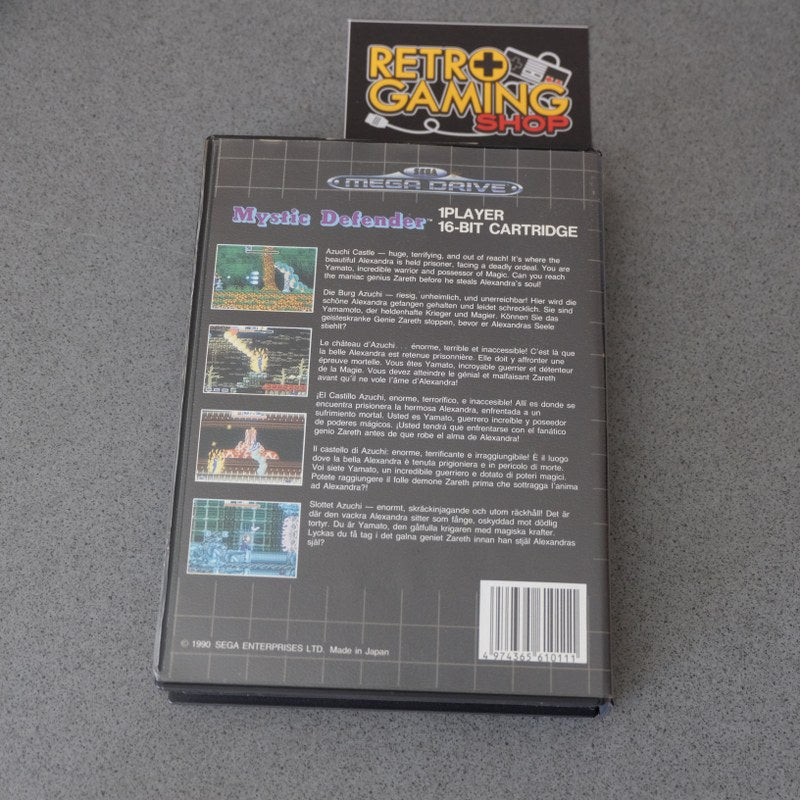 RETRO
GAMING
SHOP
SEGA
MEGA DRIVE
Mystic Defender™
1PLAYER
16-BIT CARTRIDGE
Azuchi Castle — huge, terrifying, and out of reach! It's where the
beautiful Alexandra is held prisoner, facing a deadly ordeal. You are
Yamato, incredible warrior and possessor of Magic. Can you reach
the maniac genius Zareth before he steals Alexandra's soul!
Die Burg Azuchi — riesig, unheimlich, und unerreichbar! Hier wird die
schöne Alexandra gefangen gehalten und leidet schrecklich. Sie sind
Yamamoto, der heldenhafte Krieger und Magier. Können Sie das
geisteskranke Genie Zareth stoppen, bevor er Alexandras Seele
stiehlt?
Le château d'Azuchi... énorme, terrible et inaccessible! C'est là que
la belle Alexandra est retenue prisonnière. Elle doit y affronter une
épreuve mortelle. Vous êtes Yamato, incroyable guerrier et détenteur
de la Magie. Vous devez atteindre le génial et malfaisant Zareth
avant qu'il ne vole l'âme d'Alexandra!
¡El Castillo Azuchi, enorme, terrorífico, e inaccesible! Allí es donde se
encuentra prisionera la hermosa Alexandra, enfrentada a un
sufrimiento mortal. Usted es Yamato, guerrero increíble y poseedor
de poderes mágicos. ¡Usted tendrá que enfrentarse con el fanático
genio Zareth antes de que robe el alma de Alexandra!
Il castello di Azuchi: enorme, terrificante e irraggiungibile! È il luogo
dove la bella Alexandra è tenuta prigioniera e in pericolo di morte.
Voi siete Yamato, un incredibile guerriero e dotato di poteri magici.
Potete raggiungere il folle demone Zareth prima che sottragga l'anima
ad Alexandra?!
Slottet Azuchi — enormt, skräckinjagande och utom räckhåll! Det är
där den vackra Alexandra sitter som fånge, oskyddad mot dödlig
tortyr. Du är Yamato, den gåtfulla krigaren med magiska krafter.
Lyckas du få tag i det galna geniet Zareth innan han stjäl Alexandras
själ?
© 1990 SEGA ENTERPRISES LTD. Made in Japan
4 974365 610111